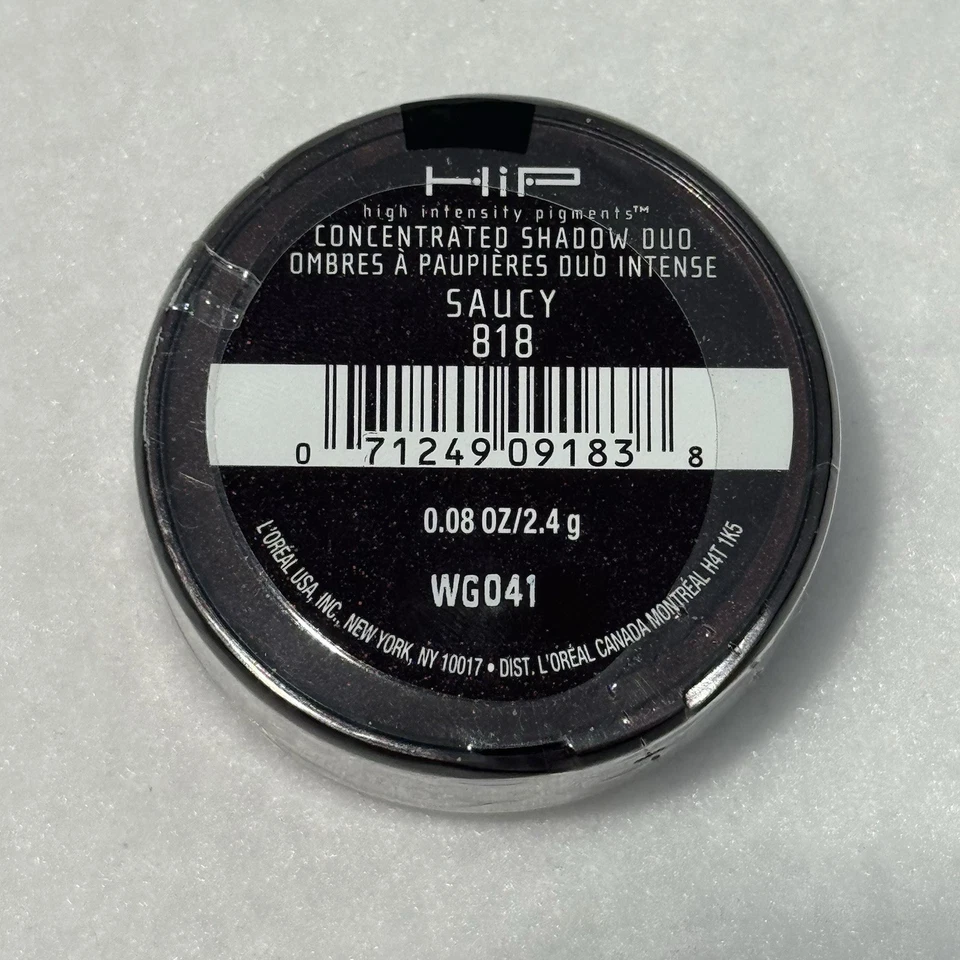 HiP
high intensity pigments™
CONCENTRATED SHADOW DUO
OMBRES À PAUPIÈRES DUO INTENSE
SAUCY
818
0 71249 09183 8
0.08 OZ/2.4 g
WG041
L'ORÉAL USA, INC., NEW YORK, NY 10017 • DIST. L'ORÉAL CANADA MONTRÉAL H4T 1K5